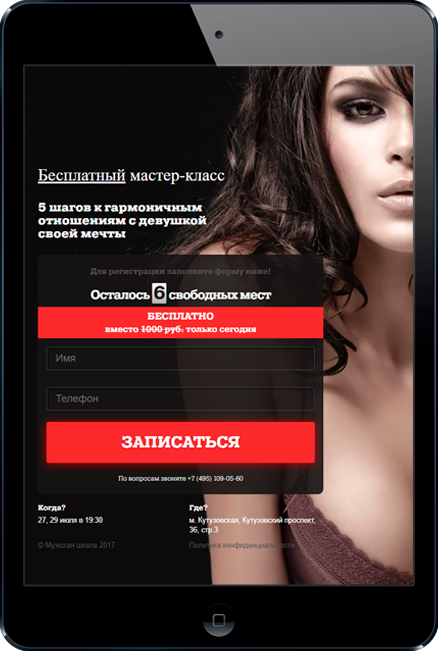 Бесплатный мастер-класс
5 шагов к гармоничным
отношениям с девушкой
своей мечты
Для регистрации заполните форму ниже!
Осталось 6 свободных мест
БЕСПЛАТНО
вместо 1000 руб. только сегодня
Имя
Телефон
ЗАПИСАТЬСЯ
По вопросам звоните +7 (495) 109-05-60
Когда?
27, 29 июля в 19:30
Где?
м. Кутузовская, Кутузовский проспект,
36, стр.3
© Мужская школа 2017
Политика конфиденциальности